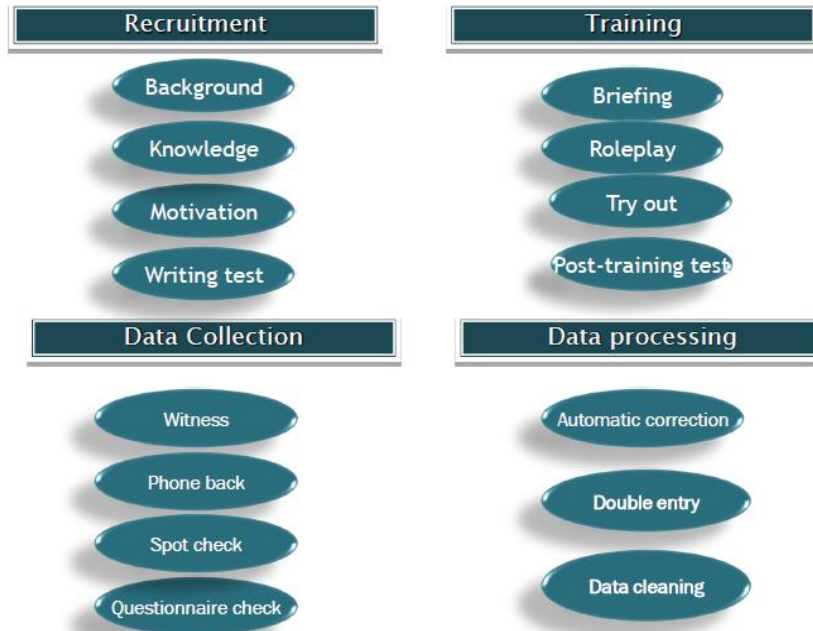 Recruitment
Background
Knowledge
Motivation
Writing test
Training
Briefing
Roleplay
Try out
Post-training test
Data Collection
Witness
Phone back
Spot check
Questionnaire check
Data processing
Automatic correction
Double entry
Data cleaning